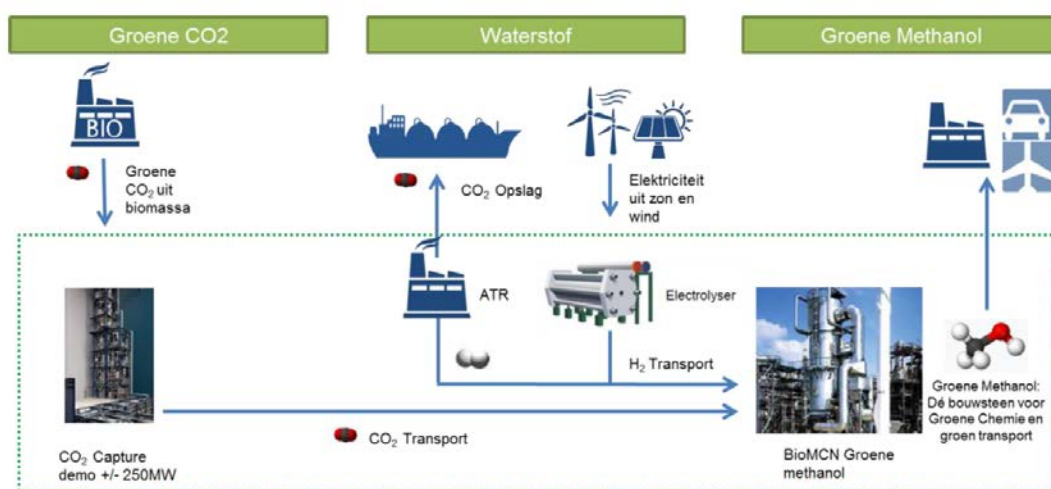 Groene CO2
Waterstof
Groene Methanol
BIO
Groene
CO₂ uit
biomassa
CO₂ Opslag
Elektriciteit
uit zon en
wind
ATR
Electrolyser
H₂ Transport
Groene Methanol:
Dé bouwsteen voor
Groene Chemie en
groen transport
CO₂ Transport
CO₂ Capture
demo +/- 250MW
BioMCN Groene
methanol